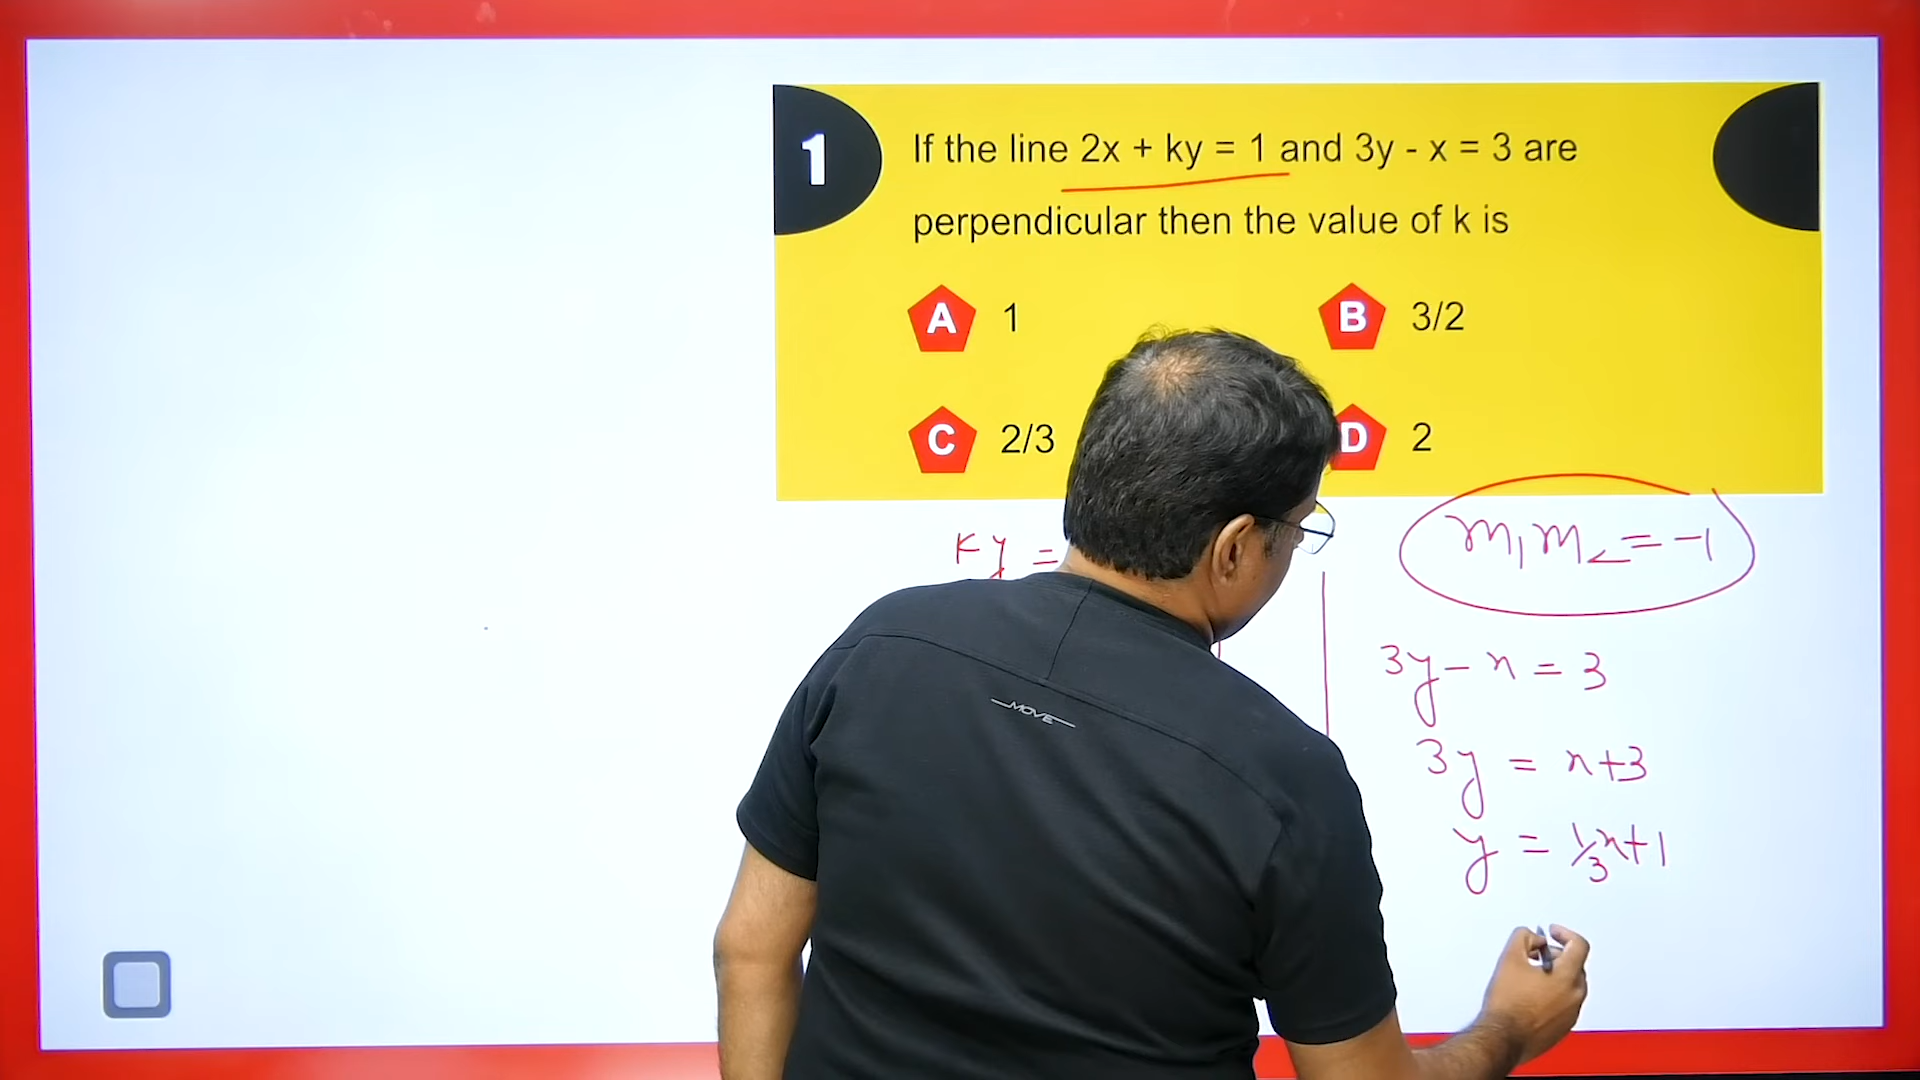 1
If the line 2x + ky = 1 and 3y - x = 3 are
perpendicular then the value of k is
A 1
B 3/2
C 2/3
D 2
ky =
m₁m₂ = -1
3y - x = 3
3y = x+3
y = 1/3x+1
MOVE